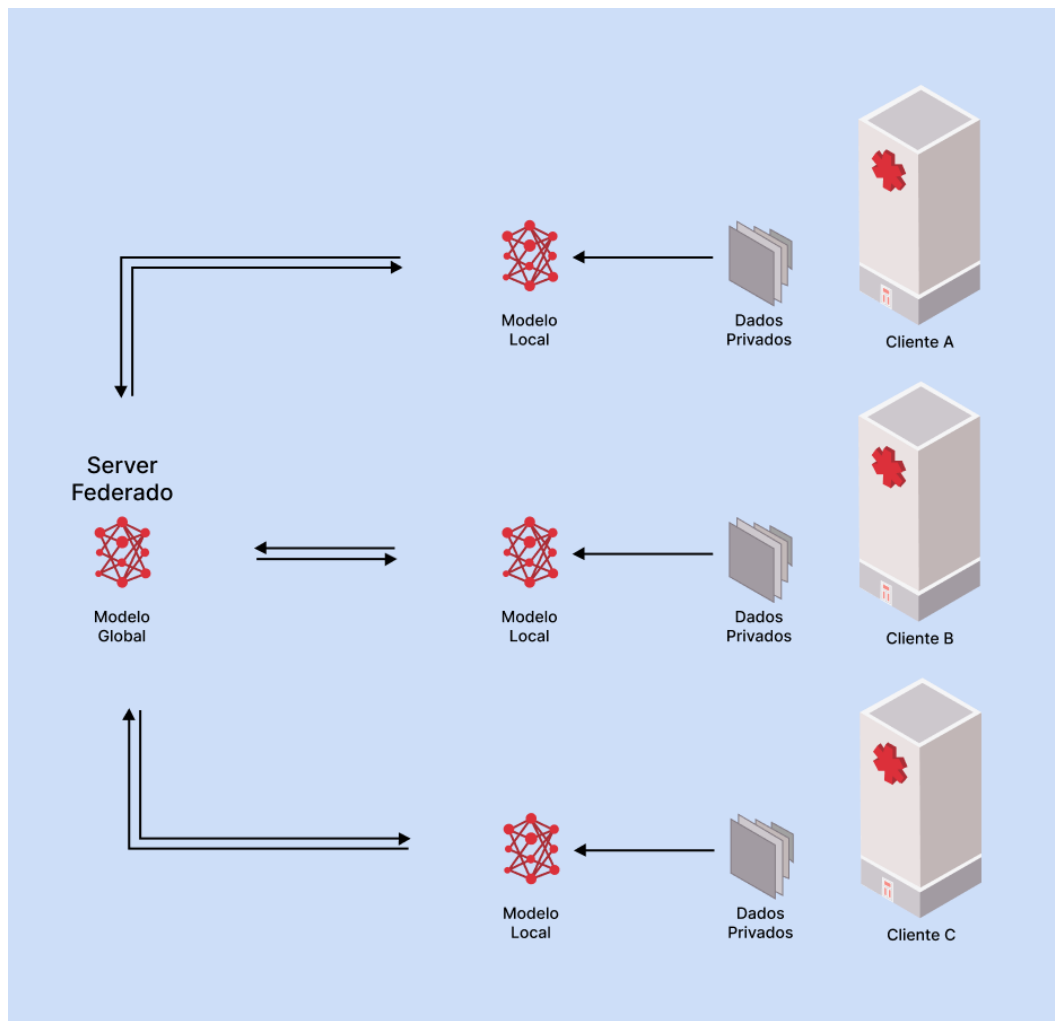 Modelo
Local
Dados
Privados
Cliente A
Server
Federado
Modelo
Global
Modelo
Local
Dados
Privados
Cliente B
Modelo
Local
Dados
Privados
Cliente C